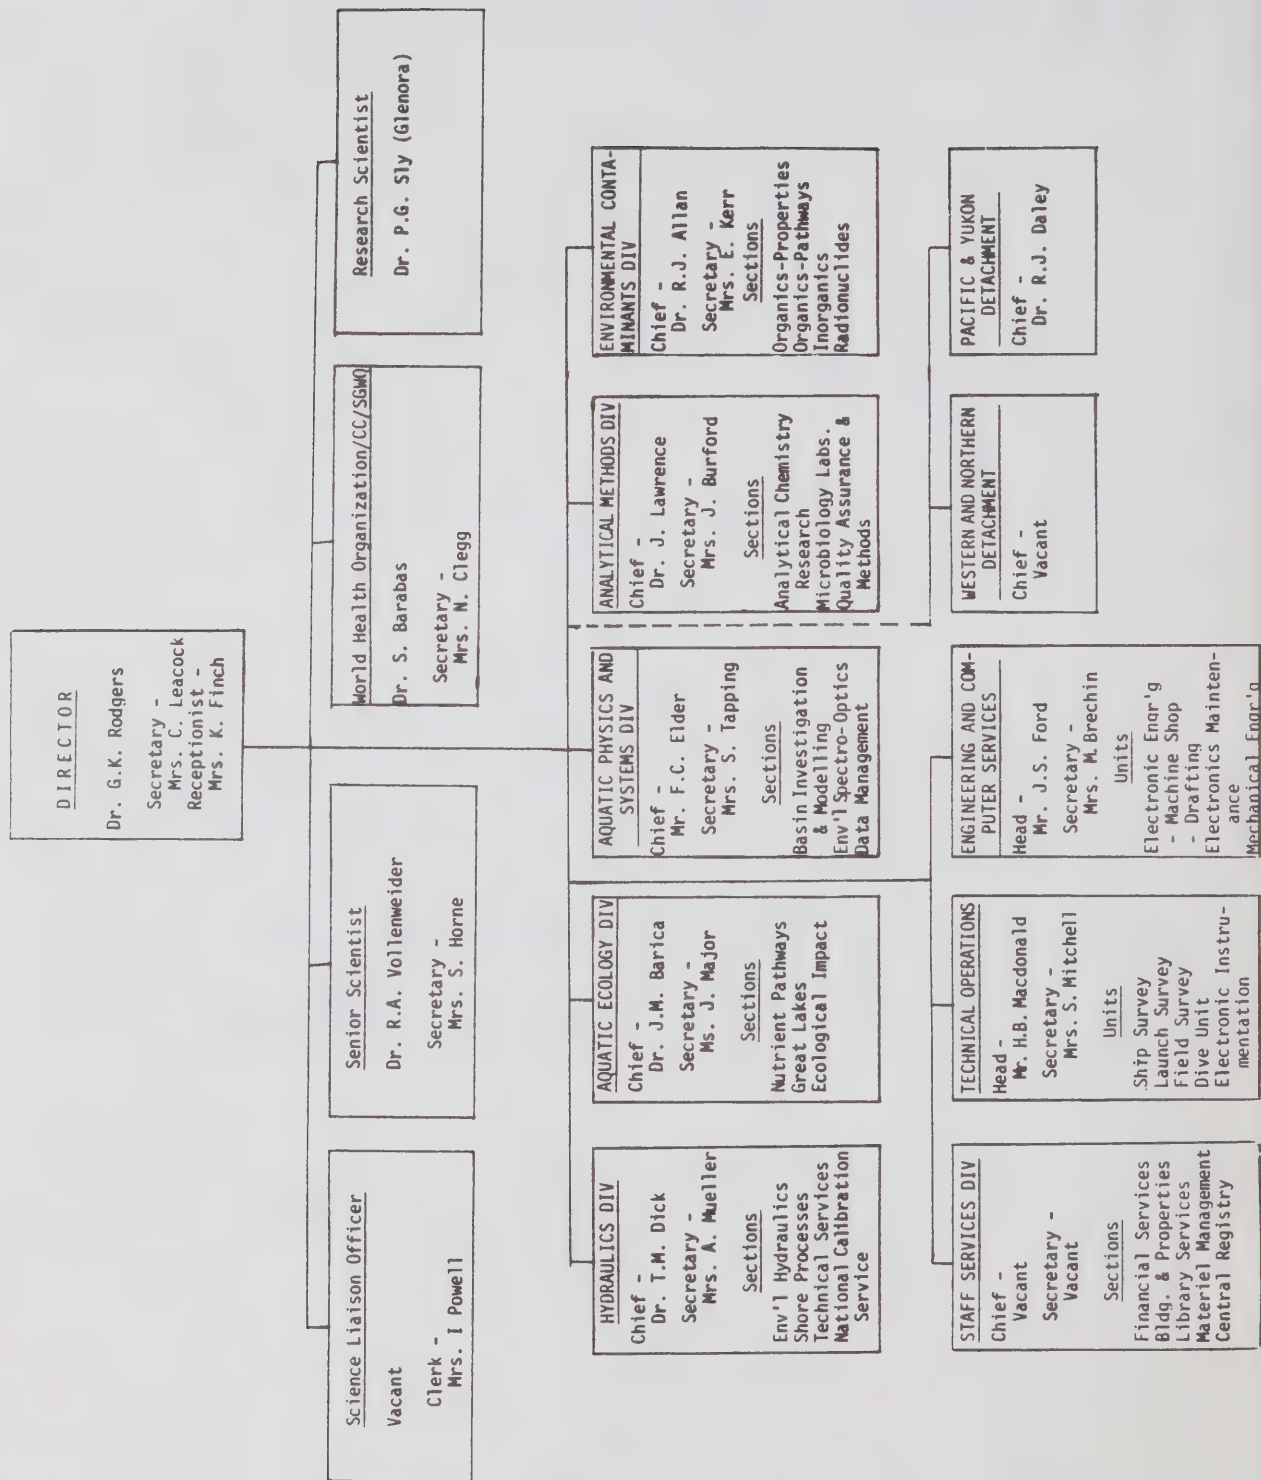 DIRECTOR
Dr. G.K. Rodgers
Secretary -
Mrs. C. Leacock
Receptionist -
Mrs. K. Finch
Science Liaison Officer
Vacant
Clerk -
Mrs. I Powell
Senior Scientist
Dr. R.A. Vollenweider
Secretary -
Mrs. S. Horne
World Health Organization/CC/SGWQ
Dr. S. Barabas
Secretary -
Mrs. N. Clegg
Research Scientist
Dr. P.G. Sly (Glenora)
HYDRAULICS DIV
Chief -
Dr. T.M. Dick
Secretary -
Mrs. A. Mueller
Sections
Env'l Hydraulics
Shore Processes
Technical Services
National Calibration
Service
AQUATIC ECOLOGY DIV
Chief -
Dr. J.M. Barica
Secretary -
Ms. J. Major
Sections
Nutrient Pathways
Great Lakes
Ecological Impact
AQUATIC PHYSICS AND
SYSTEMS DIV
Chief -
Mr. F.C. Elder
Secretary -
Mrs. S. Tapping
Sections
Basin Investigation
& Modelling
Env'l Spectro-Optics
Data Management
ANALYTICAL METHODS DIV
Chief -
Dr. J. Lawrence
Secretary -
Mrs. J. Burford
Sections
Analytical Chemistry
Research
Microbiology Labs.
Quality Assurance &
Methods
ENVIRONMENTAL CONTA-
MINANTS DIV
Chief -
Dr. R.J. Allan
Secretary -
Mrs. E. Kerr
Sections
Organics-Properties
Organics-Pathways
Inorganics
Radionuclides
STAFF SERVICES DIV
Chief -
Vacant
Secretary -
Vacant
Sections
Financial Services
Bldg. & Properties
Library Services
Materiel Management
Central Registry
TECHNICAL OPERATIONS
Head -
Mr. H.B. Macdonald
Secretary -
Mrs. S. Mitchell
Units
Ship Survey
Launch Survey
Field Survey
Dive Unit
Electronic Instru-
mentation
ENGINEERING AND COM-
PUTER SERVICES
Head -
Mr. J.S. Ford
Secretary -
Mrs. M. Brechin
Units
Electronic Engr'g
- Machine Shop
- Drafting
Electronics Mainten-
ance
Mechanical Engr'g
WESTERN AND NORTHERN
DETACHMENT
Chief -
Vacant
PACIFIC & YUKON
DETACHMENT
Chief -
Dr. R.J. Daley